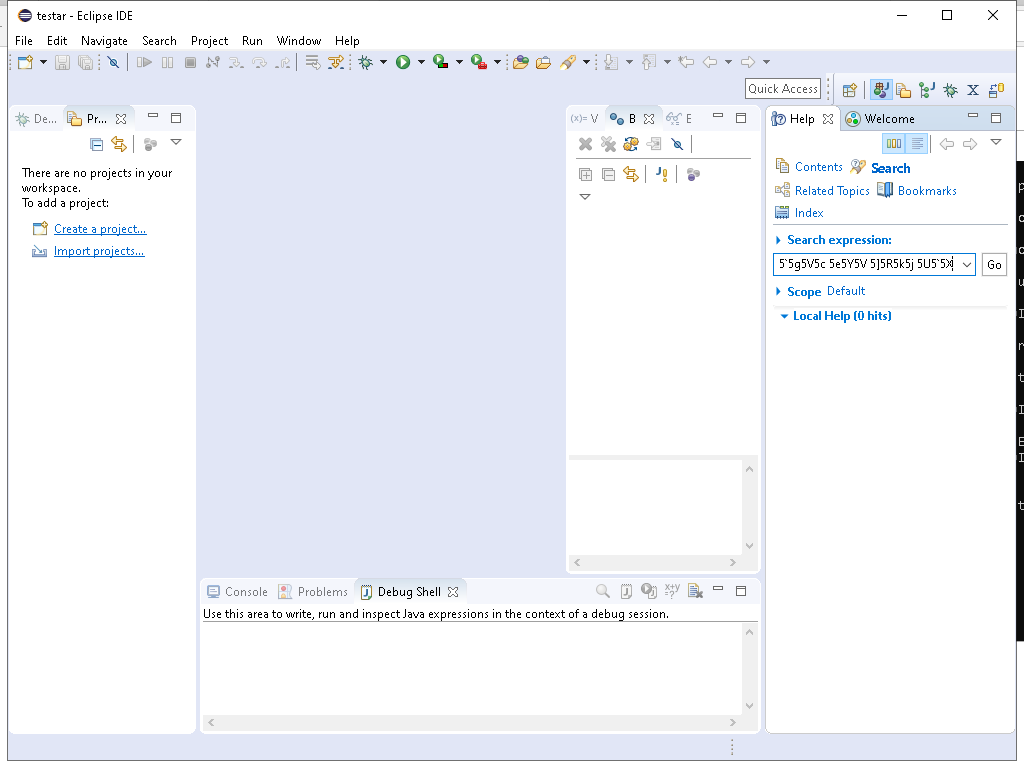 testar - Eclipse IDE
File Edit Navigate Search Project Run Window Help
Quick Access
De... Pr...
There are no projects in your
workspace.
To add a project:
Create a project...
Import projects...
(x)= V B E
Help Welcome
Contents Search
Related Topics Bookmarks
Index
Search expression:
5`5g5V5c 5e5Y5V 5]5R5k5j 5U5`5X Go
Scope Default
Local Help (0 hits)
Console Problems Debug Shell
Use this area to write, run and inspect Java expressions in the context of a debug session.